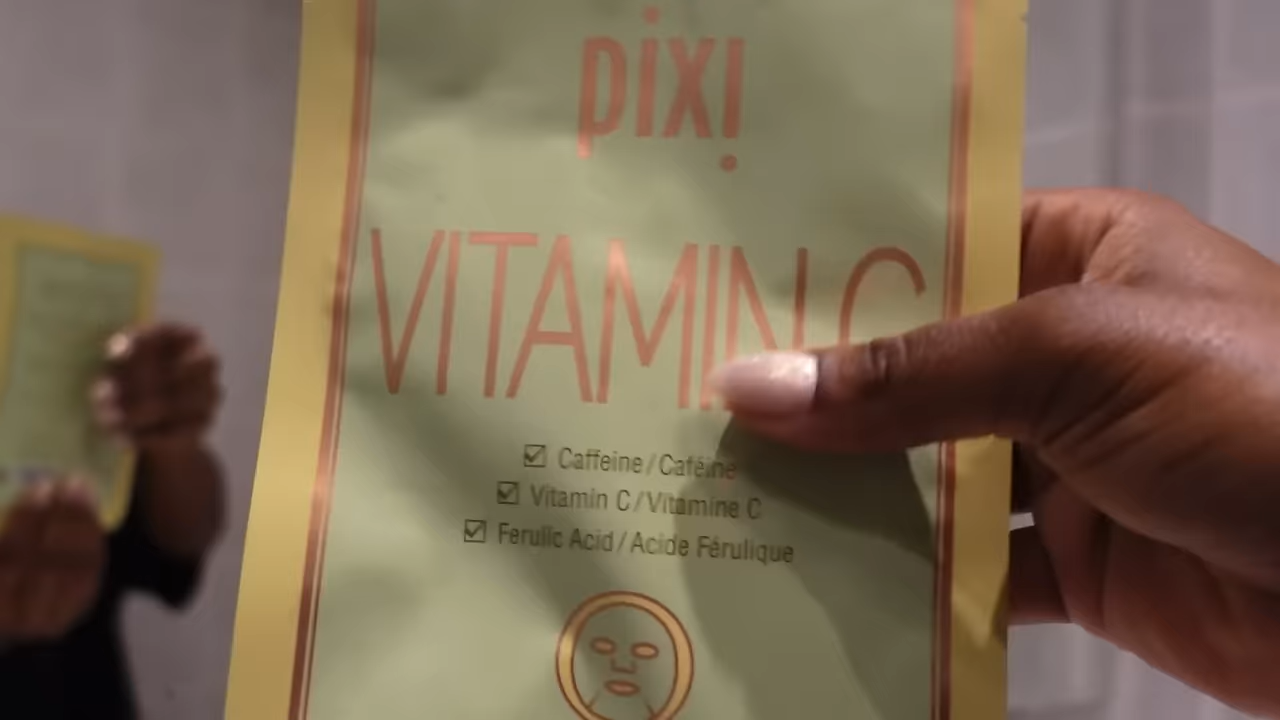 pixi
VITAMIN C
☑ Caffeine/Caféine
☑ Vitamin C/Vitamine C
☑ Ferulic Acid/Acide Férulique